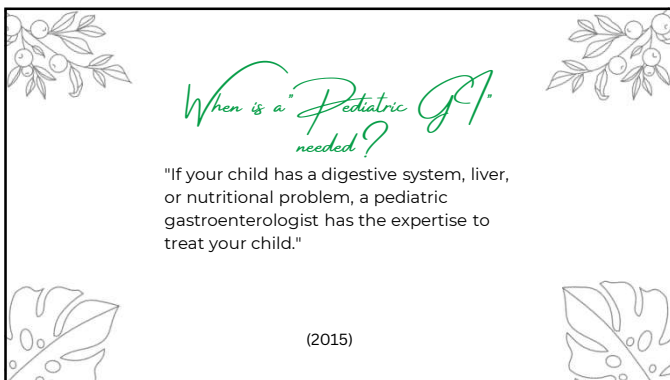 When is a "Pediatric GI"
needed?
"If your child has a digestive system, liver,
or nutritional problem, a pediatric
gastroenterologist has the expertise to
treat your child."
(2015)